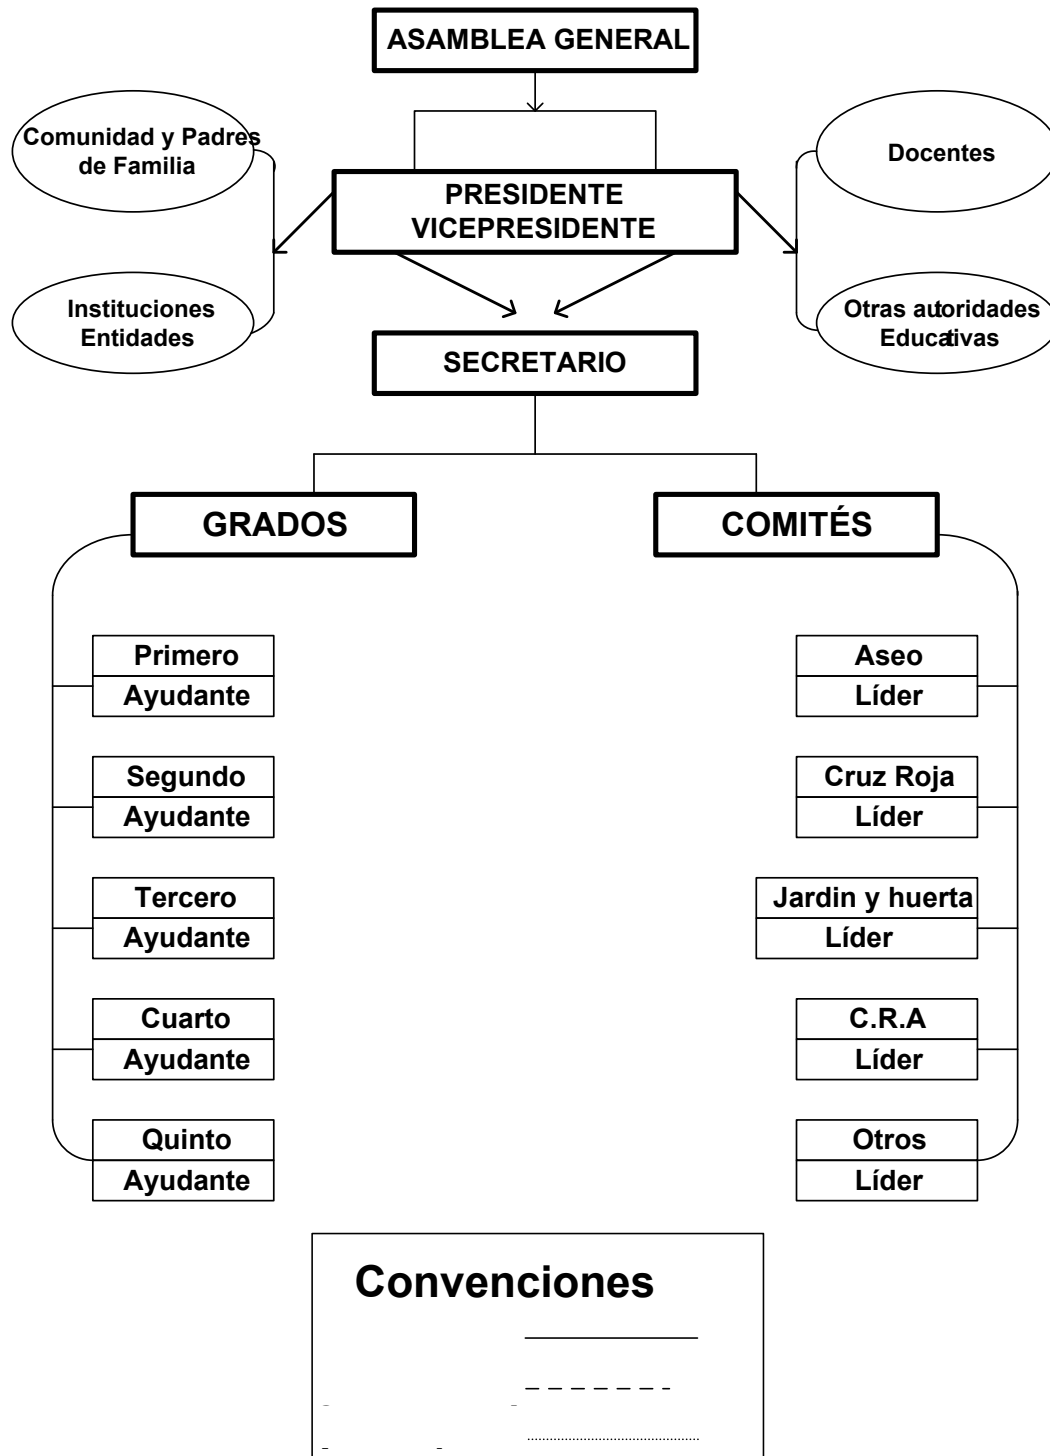 ASAMBLEA GENERAL
Comunidad y Padres
de Familia
Docentes
PRESIDENTE
VICEPRESIDENTE
Instituciones
Entidades
Otras autoridades
Educativas
SECRETARIO
GRADOS
COMITÉS
Primero
Ayudante
Aseo
Líder
Segundo
Ayudante
Cruz Roja
Líder
Tercero
Ayudante
Jardin y huerta
Líder
Cuarto
Ayudante
C.R.A
Líder
Quinto
Ayudante
Otros
Líder
Convenciones